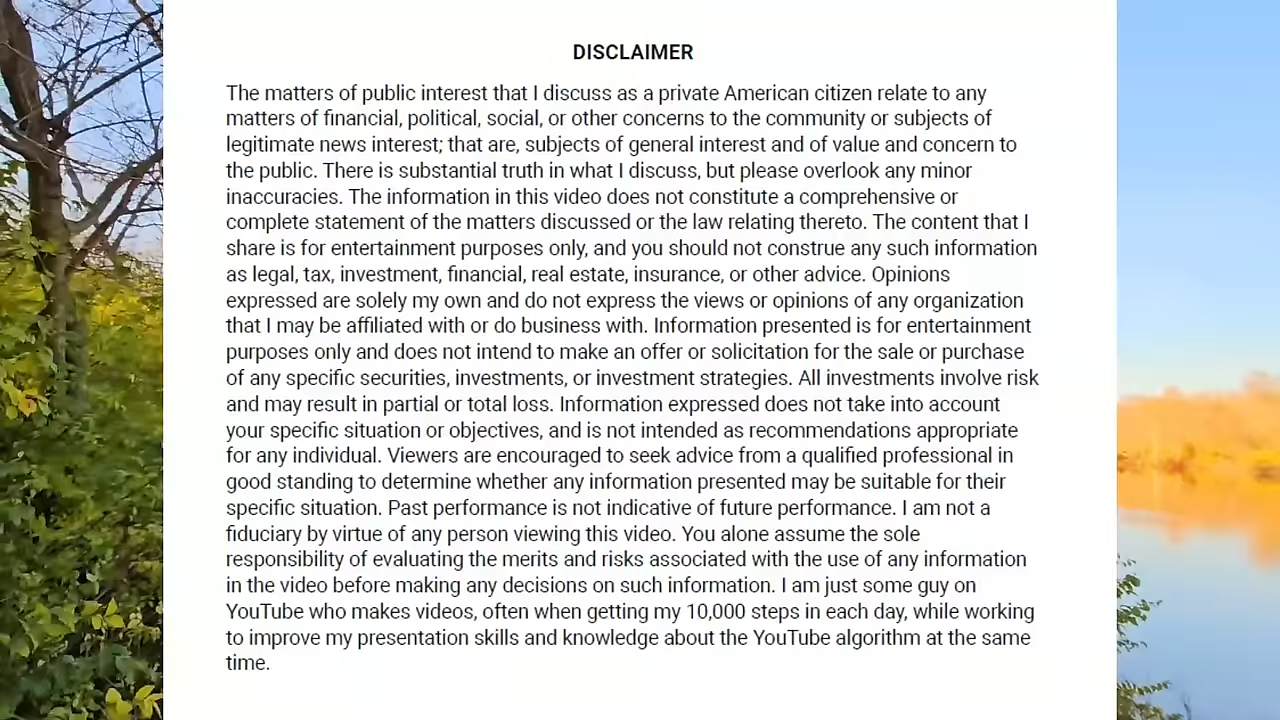 DISCLAIMER
The matters of public interest that I discuss as a private American citizen relate to any
matters of financial, political, social, or other concerns to the community or subjects of
legitimate news interest; that are, subjects of general interest and of value and concern to
the public. There is substantial truth in what I discuss, but please overlook any minor
inaccuracies. The information in this video does not constitute a comprehensive or
complete statement of the matters discussed or the law relating thereto. The content that I
share is for entertainment purposes only, and you should not construe any such information
as legal, tax, investment, financial, real estate, insurance, or other advice. Opinions
expressed are solely my own and do not express the views or opinions of any organization
that I may be affiliated with or do business with. Information presented is for entertainment
purposes only and does not intend to make an offer or solicitation for the sale or purchase
of any specific securities, investments, or investment strategies. All investments involve risk
and may result in partial or total loss. Information expressed does not take into account
your specific situation or objectives, and is not intended as recommendations appropriate
for any individual. Viewers are encouraged to seek advice from a qualified professional in
good standing to determine whether any information presented may be suitable for their
specific situation. Past performance is not indicative of future performance. I am not a
fiduciary by virtue of any person viewing this video. You alone assume the sole
responsibility of evaluating the merits and risks associated with the use of any information
in the video before making any decisions on such information. I am just some guy on
YouTube who makes videos, often when getting my 10,000 steps in each day, while working
to improve my presentation skills and knowledge about the YouTube algorithm at the same
time.